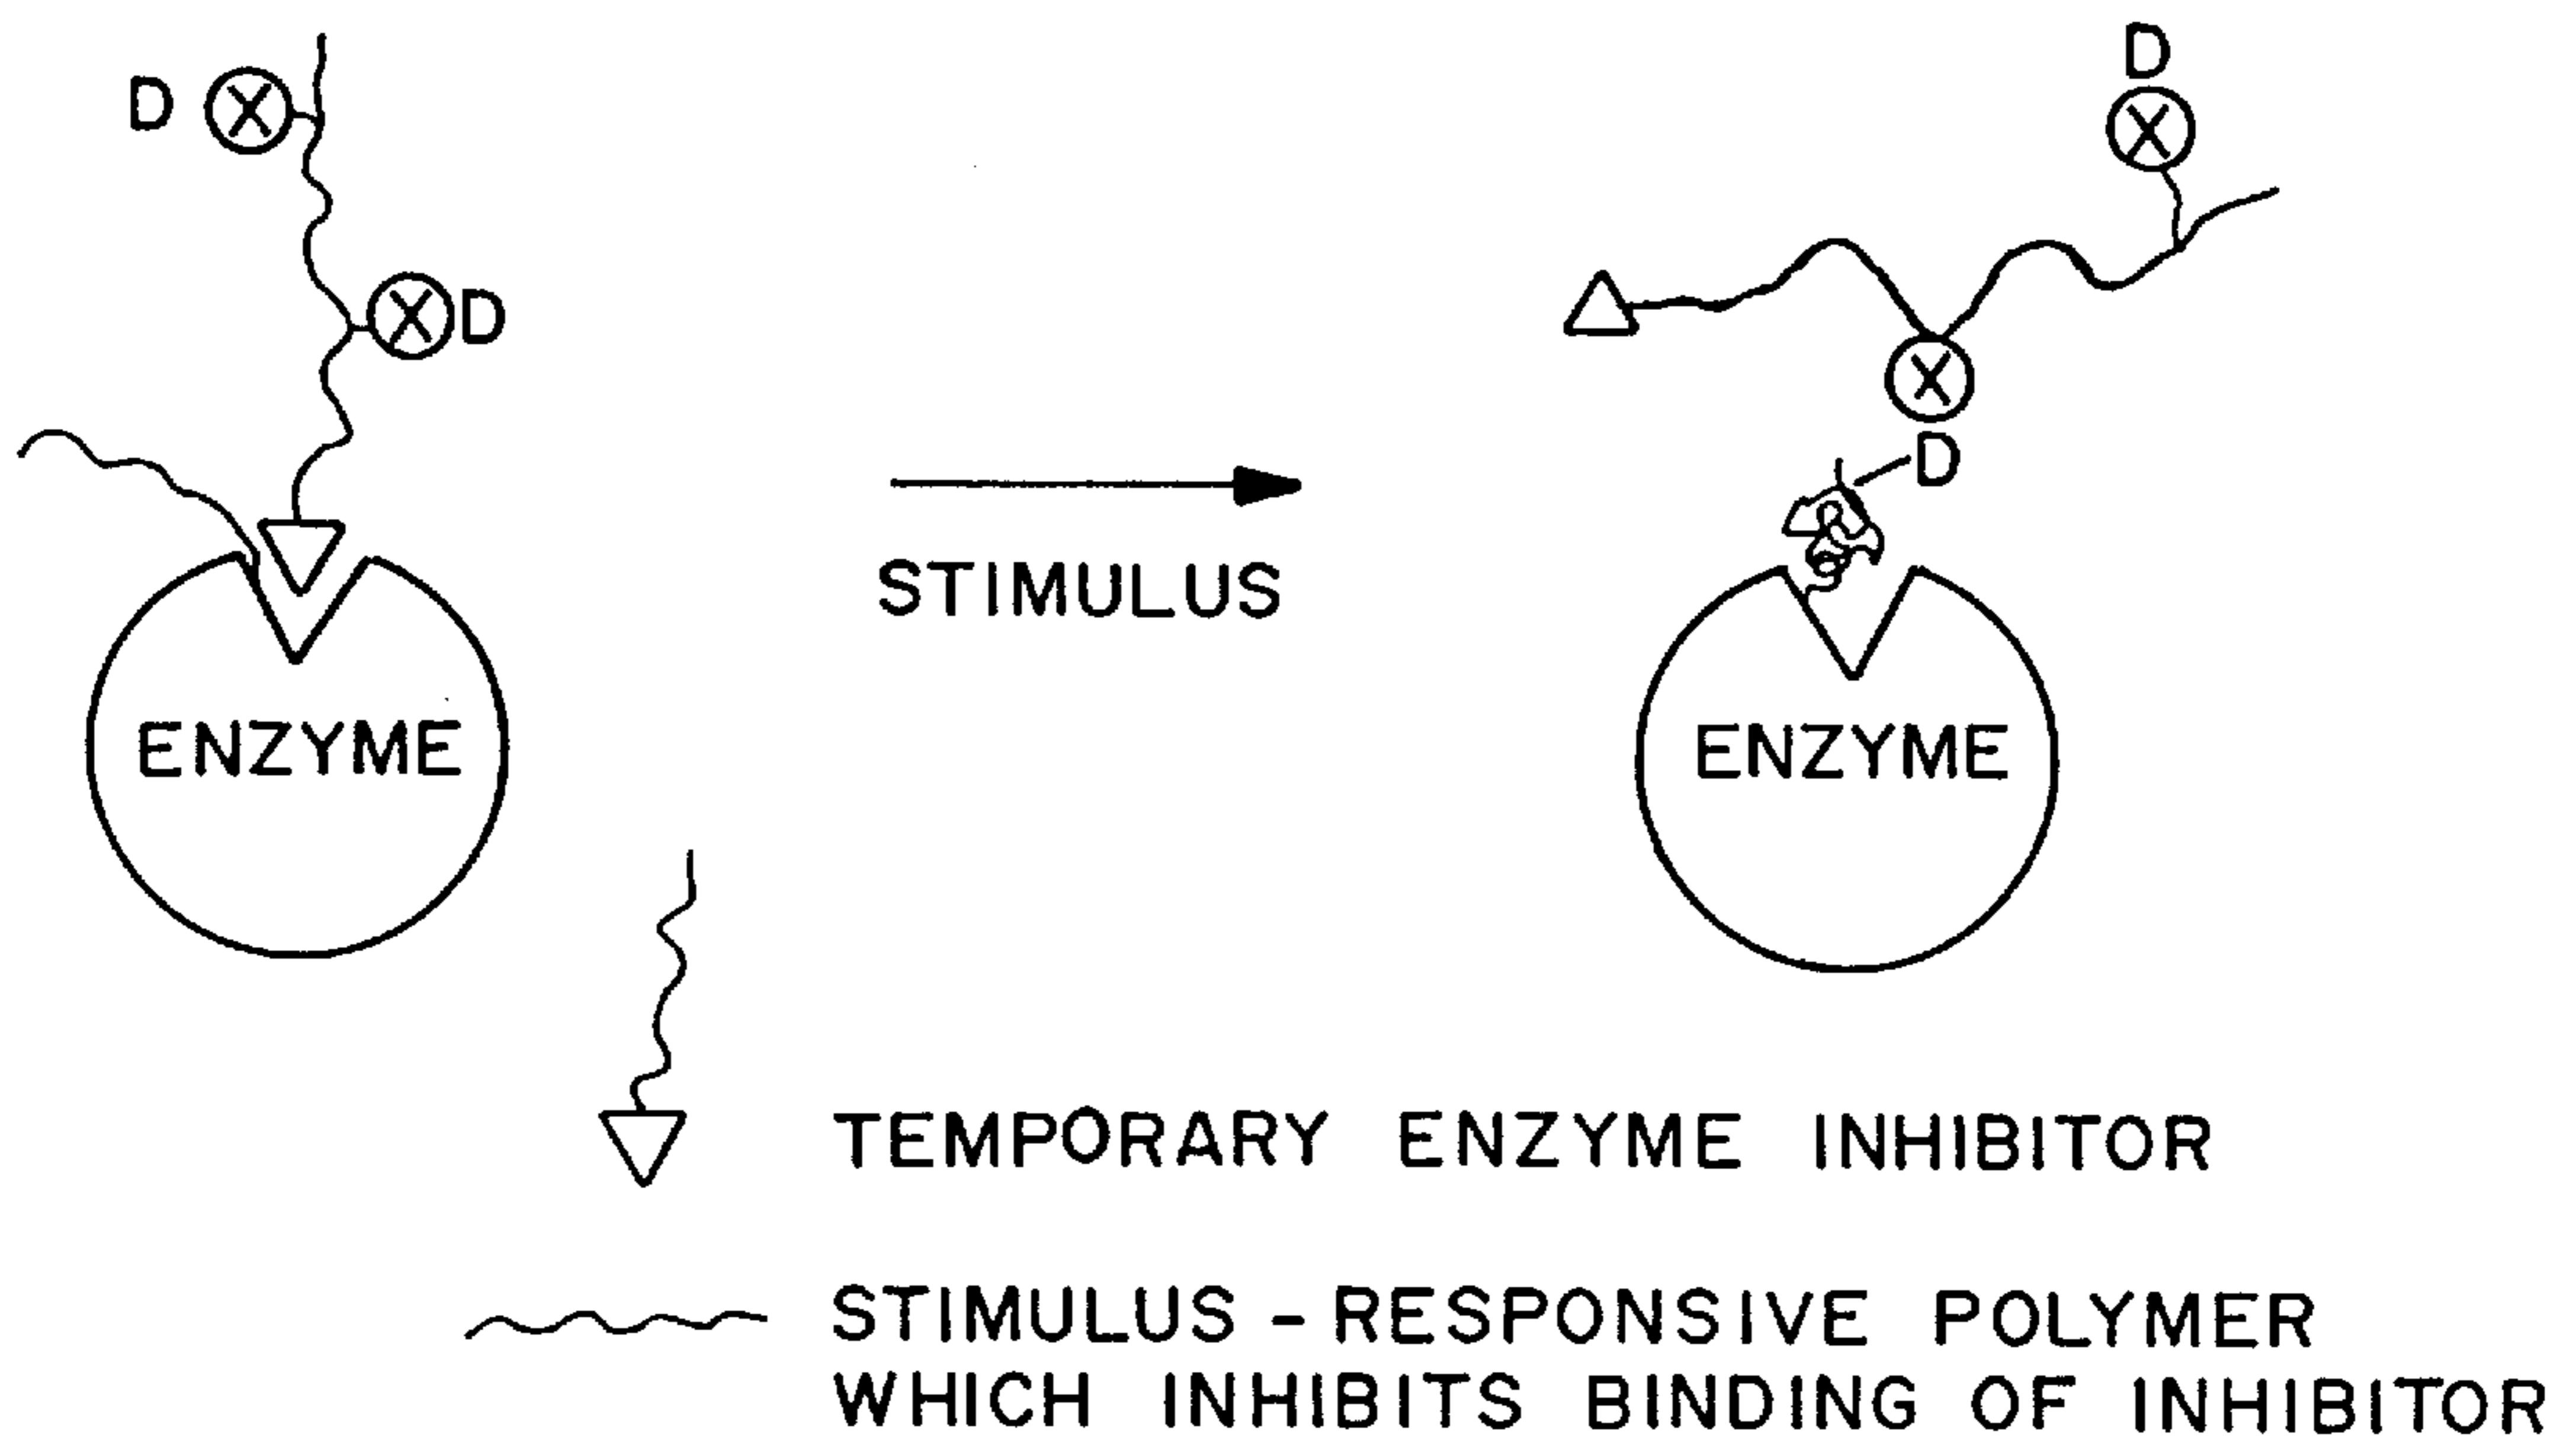 D X
X D
ENZYME
STIMULUS
D
X
X
D
D
ENZYME
TEMPORARY ENZYME INHIBITOR
STIMULUS - RESPONSIVE POLYMER
WHICH INHIBITS BINDING OF INHIBITOR